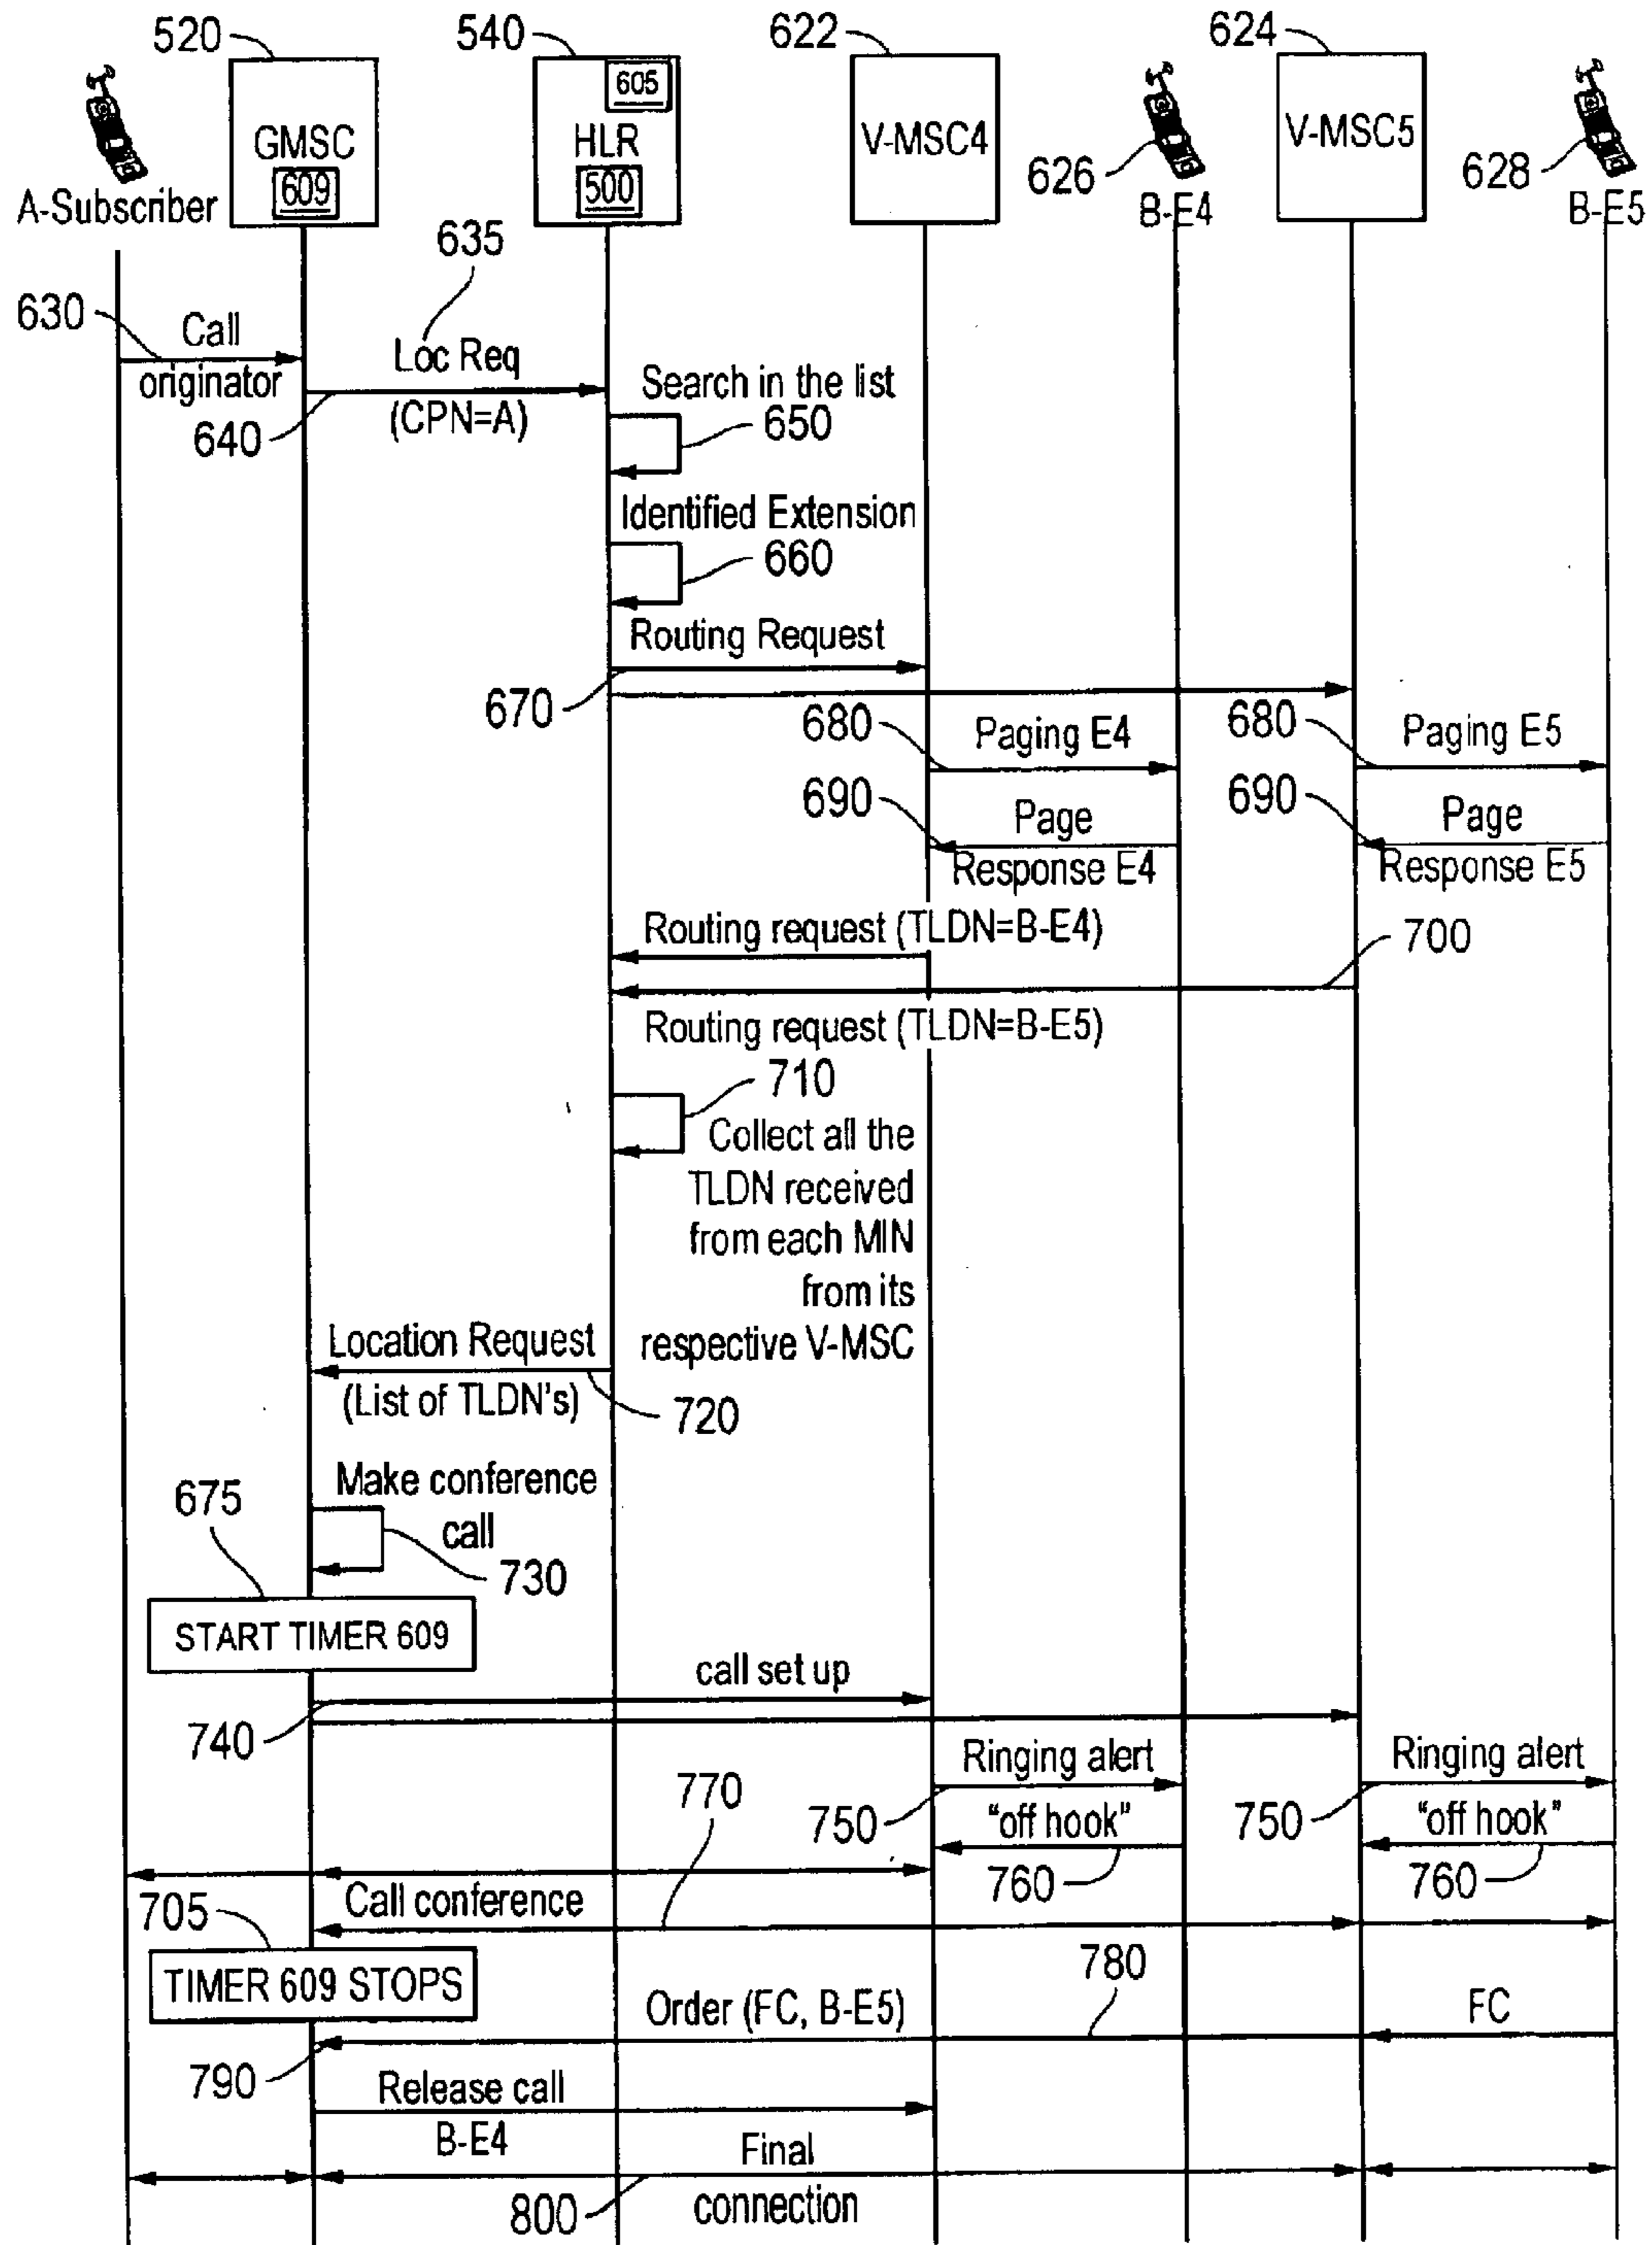 520
540
622
624
605
GMSC
HLR
V-MSC4
V-MSC5
609
500
626
628
A-Subscriber
B-E4
B-E5
635
630
Call
originator
Loc Req
(CPN=A)
640
Search in the list
650
Identified Extension
660
Routing Request
670
680
Paging E4
680
Paging E5
690
Page
Response E4
690
Page
Response E5
Routing request (TLDN=B-E4)
700
Routing request (TLDN=B-E5)
710
Collect all the
TLDN received
from each MIN
from its
respective V-MSC
Location Request
(List of TLDN's)
720
675
Make conference
call
730
START TIMER 609
call set up
740
Ringing alert
Ringing alert
770
750
"off hook"
750
"off hook"
760
760
705
Call conference
TIMER 609 STOPS
780
Order (FC, B-E5)
FC
790
Release call
B-E4
Final
connection
800